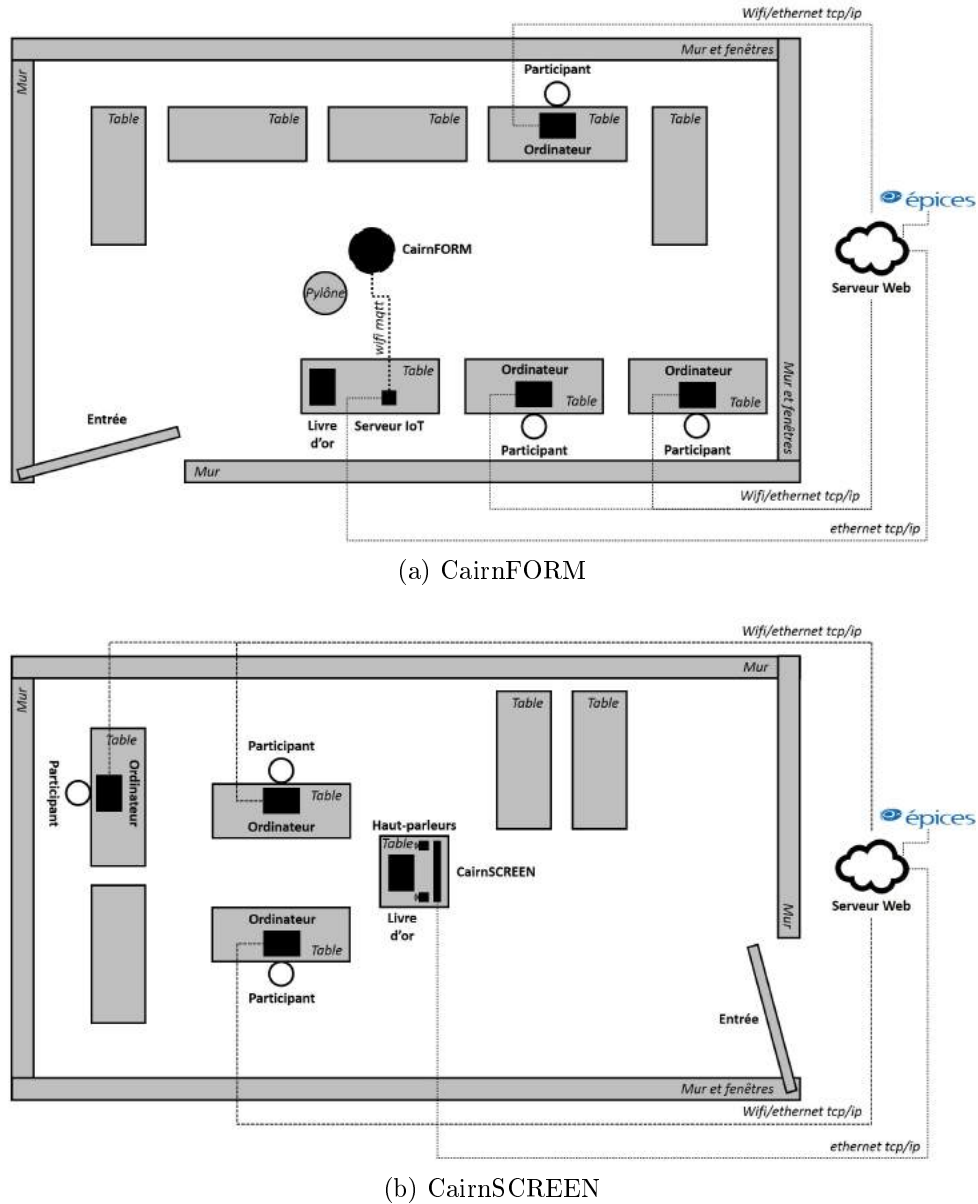 Wifi/ethernet tcp/ip
Mur et fenêtres
Mur
Participant
Table
Table
Table
Table
Table
Ordinateur
épices
CairnFORM
Serveur Web
Pylône
wifi mqtt
Mur et fenêtres
Table
Ordinateur
Table
Ordinateur
Table
Entrée
Livre
d'or
Serveur IoT
Participant
Participant
Mur
Wifi/ethernet tcp/ip
ethernet tcp/ip
(a) CairnFORM
Wifi/ethernet tcp/ip
Mur
Mur
Table
Table
Table
Ordinateur
Participant
Participant
Table
Ordinateur
Haut-parleurs
Table
CairnSCREEN
épices
Serveur Web
Livre
d'or
Ordinateur
Table
Participant
Mur
Entrée
Mur et fenêtres
Wifi/ethernet tcp/ip
ethernet tcp/ip
(b) CairnSCREEN